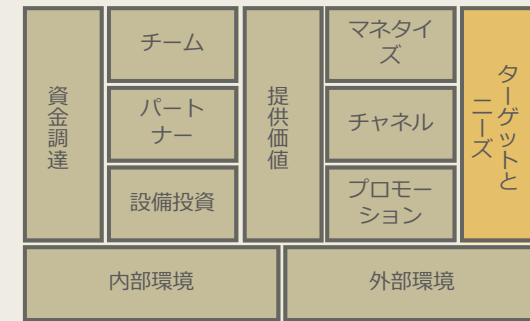 資金調達
チーム
パート
ナー
設備投資
提供価値
マネタイ
ズ
チャネル
プロモー
ション
ターゲットと
ニーズ
内部環境
外部環境